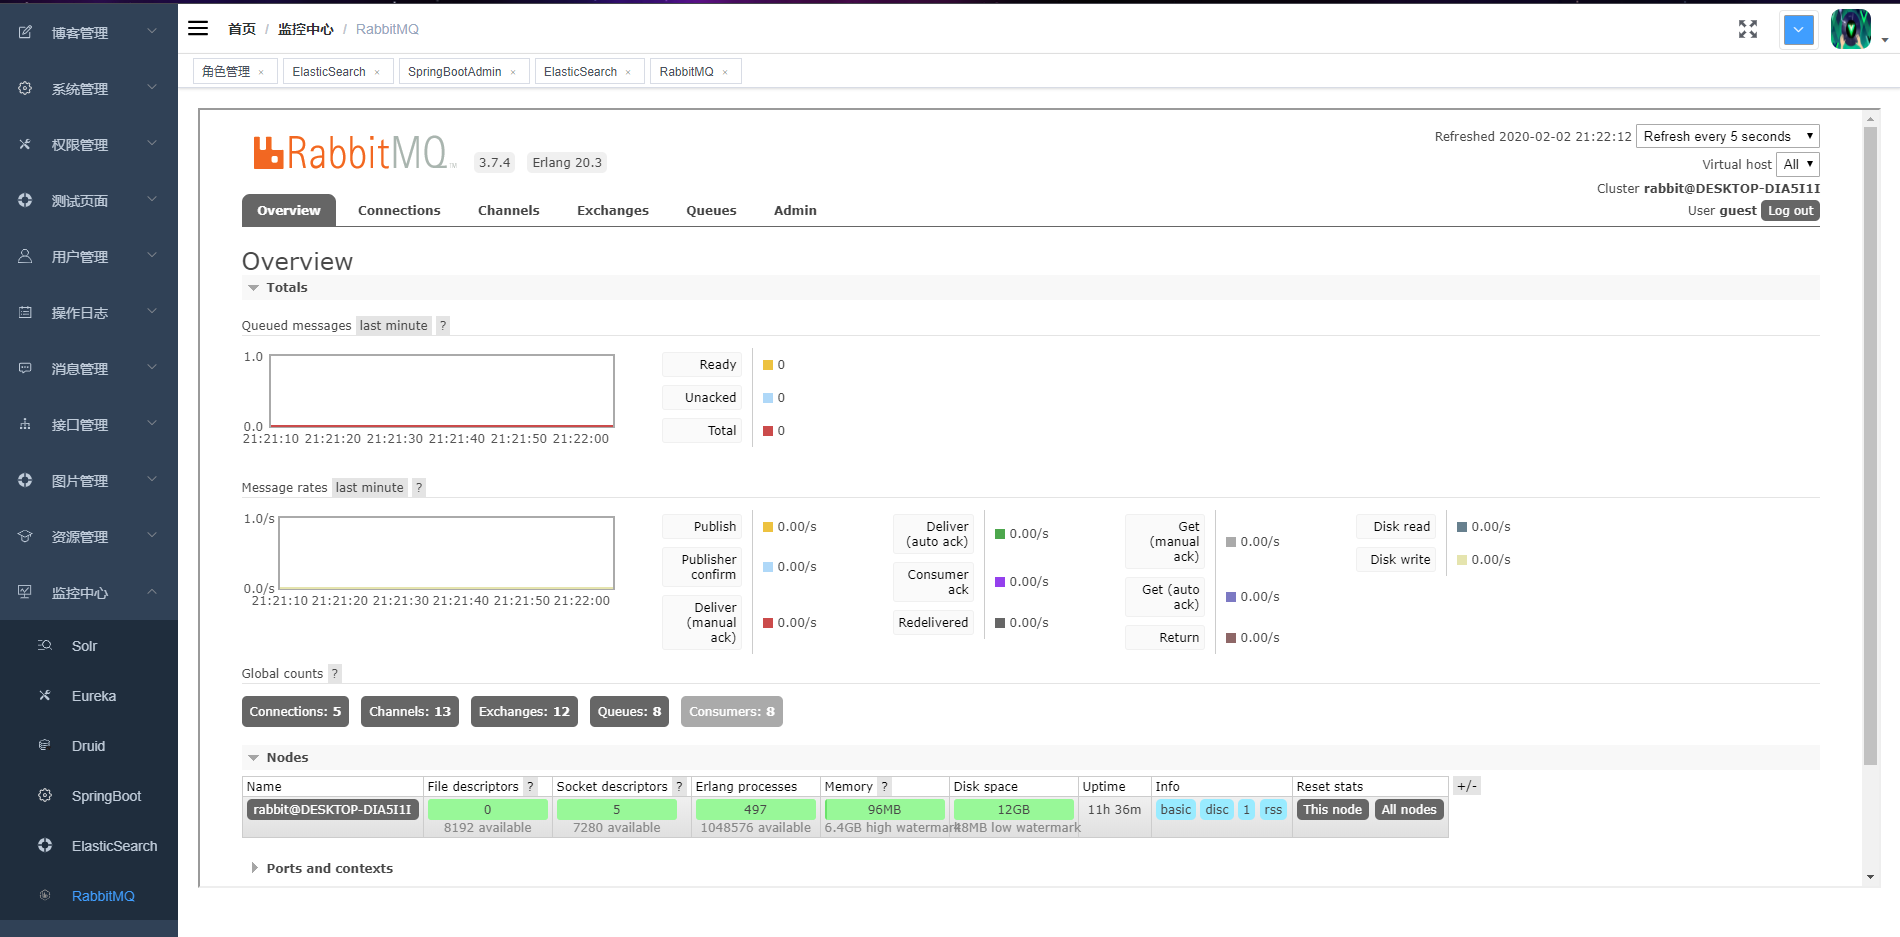 博客管理
系统管理
权限管理
测试页面
用户管理
操作日志
消息管理
接口管理
图片管理
资源管理
监控中心
Solr
Eureka
Druid
SpringBoot
ElasticSearch
RabbitMQ
首页 / 监控中心 / RabbitMQ
角色管理 × ElasticSearch × SpringBootAdmin × ElasticSearch × RabbitMQ ×
RabbitMQ™ 3.7.4 Erlang 20.3
Refreshed 2020-02-02 21:22:12 Refresh every 5 seconds
Virtual host All
Cluster rabbit@DESKTOP-DIA5I1I
User guest Log out
Overview Connections Channels Exchanges Queues Admin
Overview
Totals
Queued messages last minute ?
1.0
0.0
21:21:10 21:21:20 21:21:30 21:21:40 21:21:50 21:22:00
Ready 0
Unacked 0
Total 0
Message rates last minute ?
1.0/s
0.0/s
21:21:10 21:21:20 21:21:30 21:21:40 21:21:50 21:22:00
Publish 0.00/s
Publisher
confirm 0.00/s
Deliver
(manual 0.00/s
ack)
Deliver
(auto ack) 0.00/s
Consumer
ack 0.00/s
Redelivered 0.00/s
Get
(manual 0.00/s
ack)
Get (auto
ack) 0.00/s
Return 0.00/s
Disk read 0.00/s
Disk write 0.00/s
Global counts ?
Connections: 5 Channels: 13 Exchanges: 12 Queues: 8 Consumers: 8
Nodes
Name File descriptors ? Socket descriptors ? Erlang processes Memory ? Disk space Uptime Info Reset stats +/-
rabbit@DESKTOP-DIA5I1I 0 5 497 96MB 12GB 11h 36m basic disc 1 rss This node All nodes
8192 available 7280 available 1048576 available 6.4GB high watermark 48MB low watermark
Ports and contexts